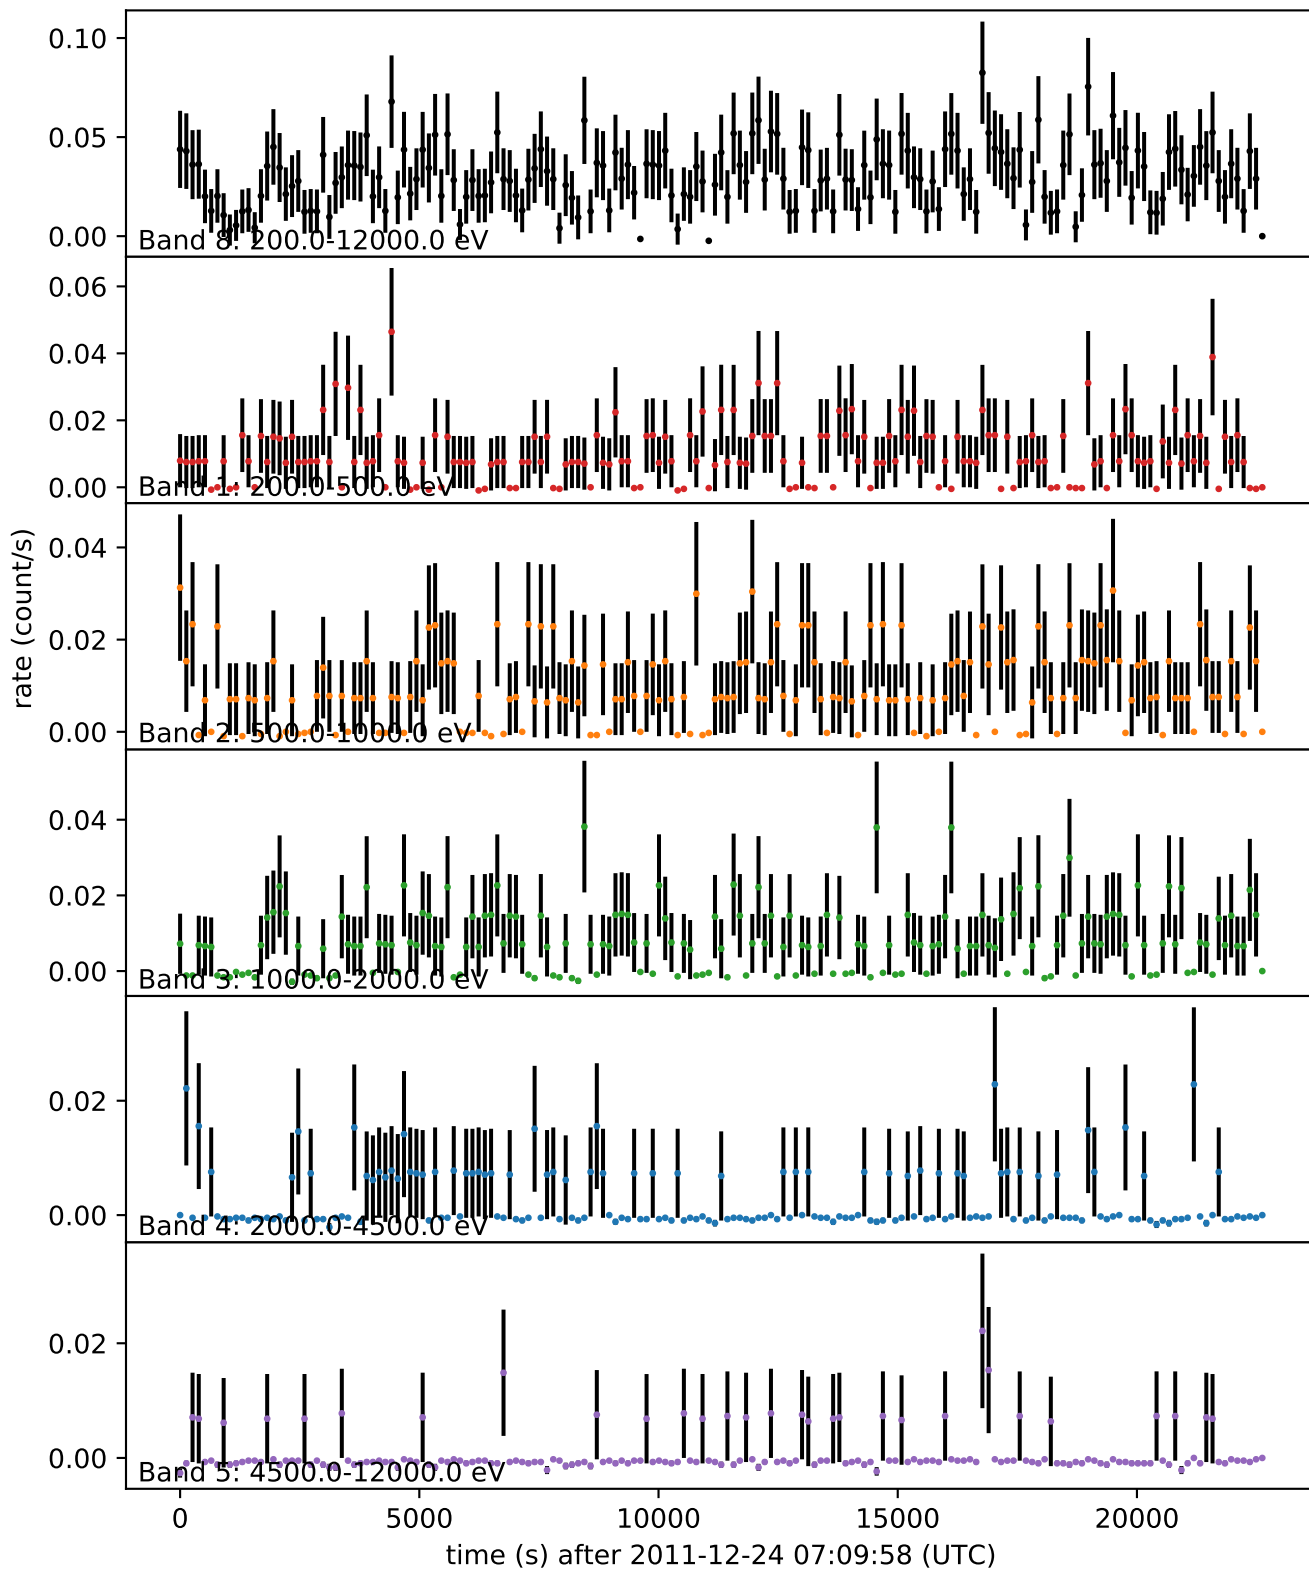 0.10
0.05
0.00
Band 8: 200.0-12000.0 eV
0.06
0.04
0.02
0.00
Band 1: 200.0-500.0 eV
0.04
0.02
0.00
Band 2: 500.0-1000.0 eV
rate (count/s)
0.04
0.02
0.00
Band 3: 1000.0-2000.0 eV
0.02
0.00
Band 4: 2000.0-4500.0 eV
0.02
0.00
Band 5: 4500.0-12000.0 eV
0 5000 10000 15000 20000
time (s) after 2011-12-24 07:09:58 (UTC)